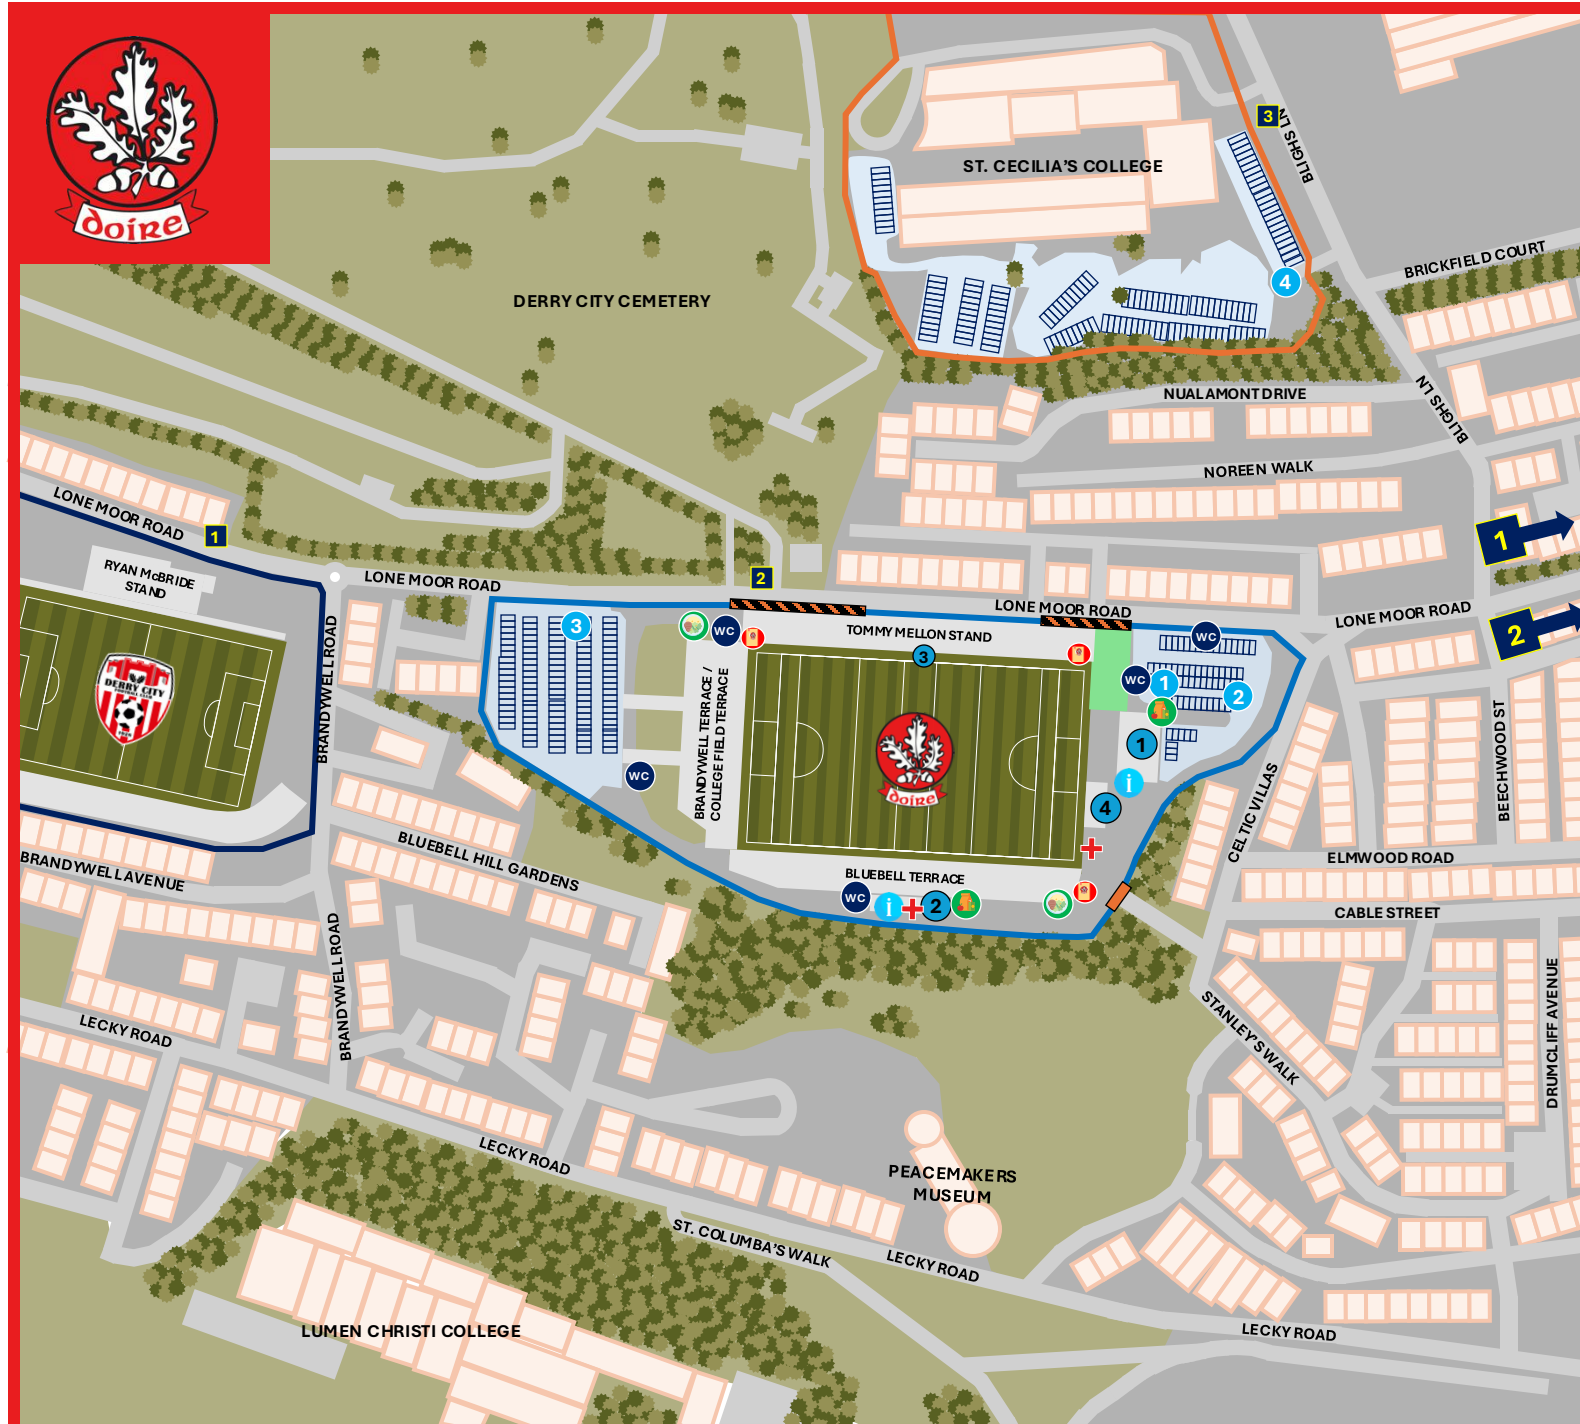 doire
3
BLIGHS LN
ST. CECILIA'S COLLEGE
BRICKFIELD COURT
4
DERRY CITY CEMETERY
NUALAMONT DRIVE
BLIGHS LN
NOREEN WALK
LONE MOOR ROAD
1
1
RYAN McBRIDE
STAND
LONE MOOR ROAD
2
LONE MOOR ROAD
LONE MOOR ROAD
2
3
WC
TOMMY MELLON STAND
WC
3
BRANDYWELL ROAD
DERRY CITY
FOOTBALL CLUB
BRANDYWELL TERRACE /
COLLEGE FIELD TERRACE
WC
1
2
1
doire
WC
i
4
BEECHWOOD ST
CELTIC VILLAS
BRANDYWELL AVENUE
BLUEBELL HILL GARDENS
BLUEBELL TERRACE
WC
i
2
ELMWOOD ROAD
CABLE STREET
BRANDYWELL ROAD
LECKY ROAD
STANLEY'S WALK
DRUMCLIFF AVENUE
LECKY ROAD
PEACEMAKERS
MUSEUM
ST. COLUMBA'S WALK
LECKY ROAD
LUMEN CHRISTI COLLEGE
LECKY ROAD